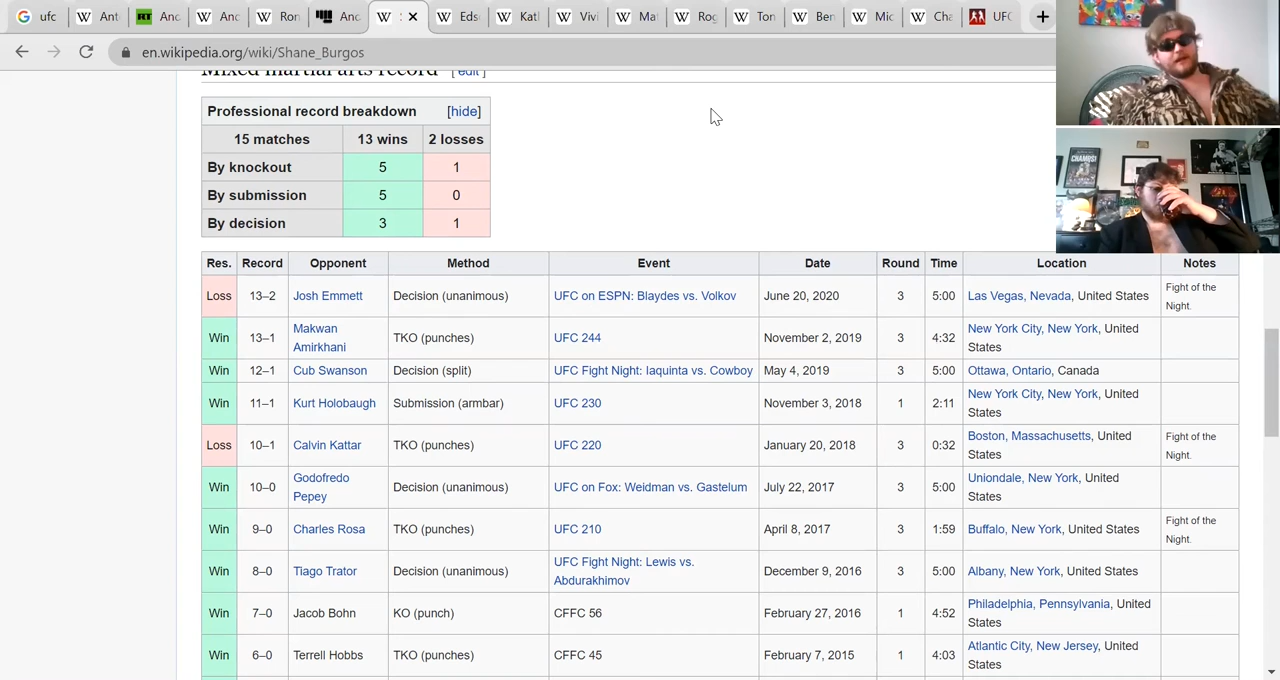 ufc Ant Anc Anc Ron Anc Eds Katl Vivi Ma Rog Ton Ben Mic Cha UFC
en.wikipedia.org/wiki/Shane_Burgos
Mixed martial arts record [edit]
Professional record breakdown [hide]
15 matches 13 wins 2 losses
By knockout 5 1
By submission 5 0
By decision 3 1
Res. Record Opponent Method Event Date Round Time Location Notes
Loss 13–2 Josh Emmett Decision (unanimous) UFC on ESPN: Blaydes vs. Volkov June 20, 2020 3 5:00 Las Vegas, Nevada, United States Fight of the
Night.
Win 13–1 Makwan TKO (punches) UFC 244 November 2, 2019 3 4:32 New York City, New York, United
Amirkhani States
Win 12–1 Cub Swanson Decision (split) UFC Fight Night: Iaquinta vs. Cowboy May 4, 2019 3 5:00 Ottawa, Ontario, Canada
Win 11–1 Kurt Holobaugh Submission (armbar) UFC 230 November 3, 2018 1 2:11 New York City, New York, United
States
Loss 10–1 Calvin Kattar TKO (punches) UFC 220 January 20, 2018 3 0:32 Boston, Massachusetts, United Fight of the
States Night.
Win 10–0 Godofredo Decision (unanimous) UFC on Fox: Weidman vs. Gastelum July 22, 2017 3 5:00 Uniondale, New York, United
Pepey States
Win 9–0 Charles Rosa TKO (punches) UFC 210 April 8, 2017 3 1:59 Buffalo, New York, United States Fight of the
Night.
Win 8–0 Tiago Trator Decision (unanimous) UFC Fight Night: Lewis vs. December 9, 2016 3 5:00 Albany, New York, United States
Abdurakhimov
Win 7–0 Jacob Bohn KO (punch) CFFC 56 February 27, 2016 1 4:52 Philadelphia, Pennsylvania, United
States
Win 6–0 Terrell Hobbs TKO (punches) CFFC 45 February 7, 2015 1 4:03 Atlantic City, New Jersey, United
States
CHAMPS!